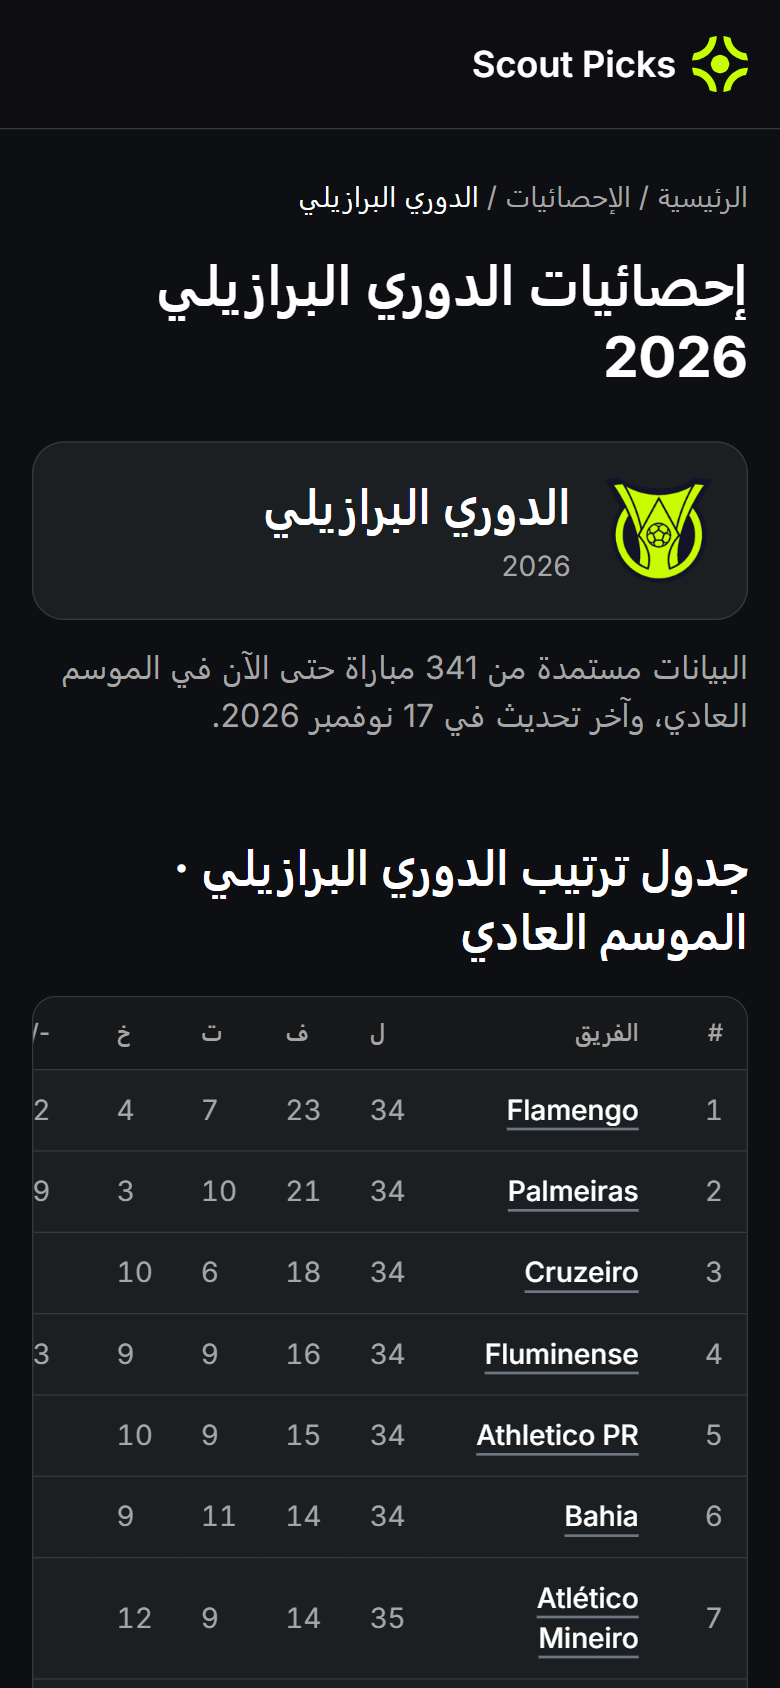 Scout Picks
الرئيسية / الإحصائيات / الدوري البرازيلي
إحصائيات الدوري البرازيلي
2026
الدوري البرازيلي
2026
البيانات مستمدة من 341 مباراة حتى الآن في الموسم
العادي، وآخر تحديث في 17 نوفمبر 2026.
جدول ترتيب الدوري البرازيلي ·
الموسم العادي
# الفريق ل ف ت خ
1 Flamengo 34 23 7 4
2 Palmeiras 34 21 10 3
3 Cruzeiro 34 18 6 10
4 Fluminense 34 16 9 9
5 Athletico PR 34 15 9 10
6 Bahia 34 14 11 9
7 Atlético 35 14 9 12
Mineiro